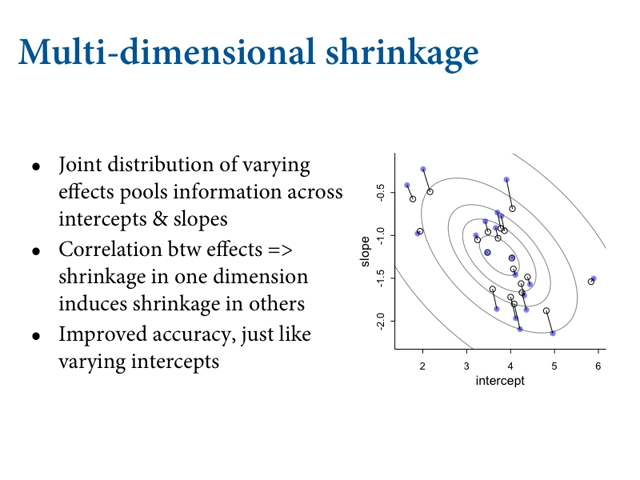 Multi-dimensional shrinkage
• Joint distribution of varying
effects pools information across
intercepts & slopes
• Correlation btw effects =>
shrinkage in one dimension
induces shrinkage in others
• Improved accuracy, just like
varying intercepts
slope
-0.5
-1.0
-1.5
-2.0
2 3 4 5 6
intercept